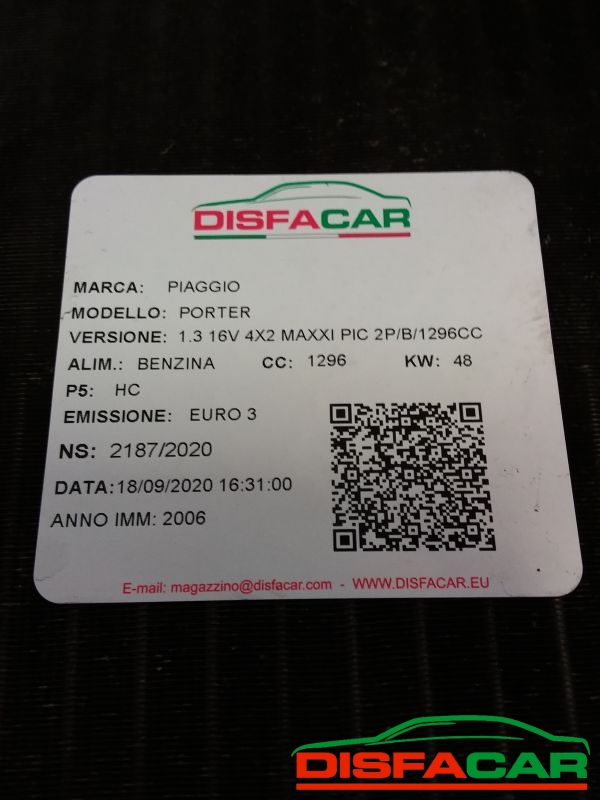 DISFACAR
MARCA: PIAGGIO
MODELLO: PORTER
VERSIONE: 1.3 16V 4X2 MAXXI PIC 2P/B/1296CC
ALIM.: BENZINA CC: 1296 KW: 48
P5: HC
EMISSIONE: EURO 3
NS: 2187/2020
DATA:18/09/2020 16:31:00
ANNO IMM: 2006
E-mail: magazzino@disfacar.com - WWW.DISFACAR.EU
DISFACAR